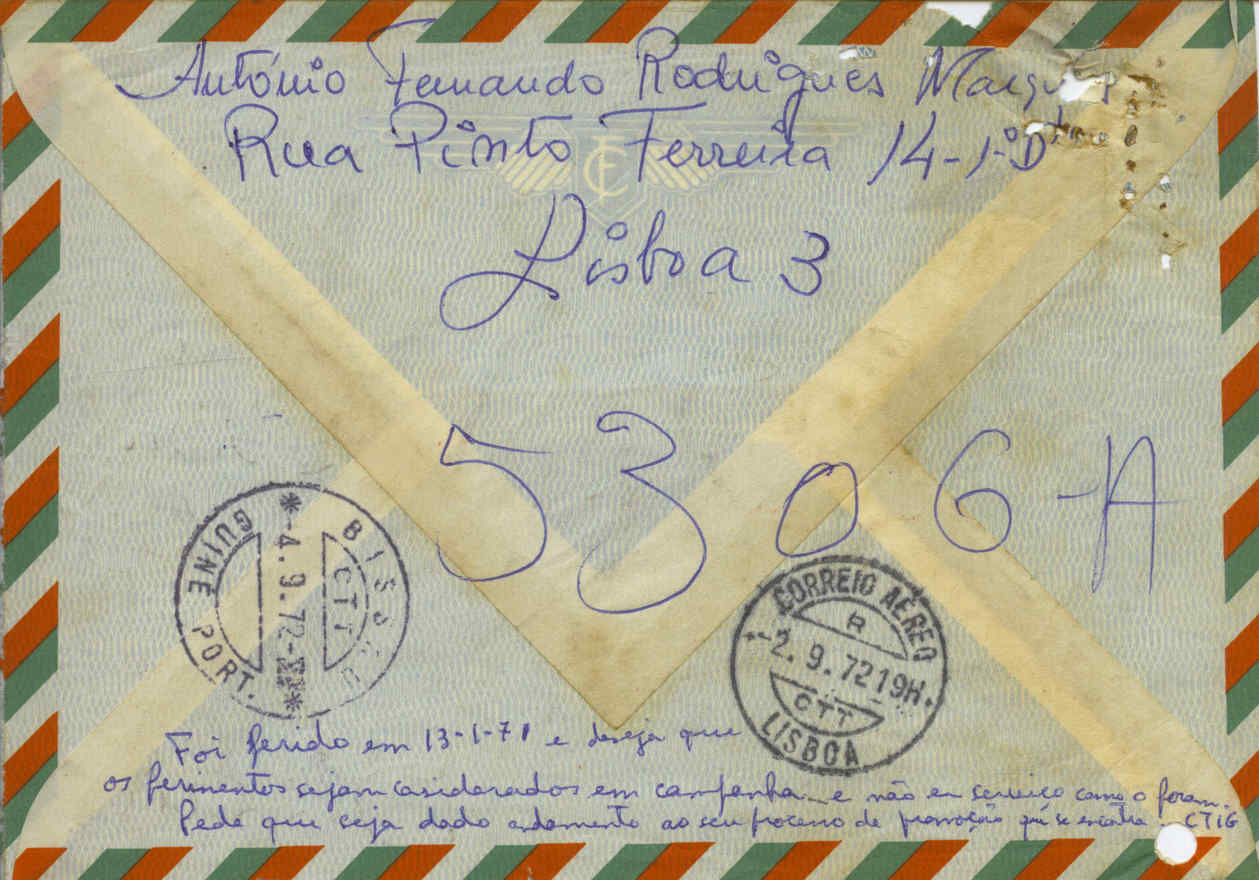 António Fernando Rodrigues Marques
Rua Pinto Ferreira 14-1-º D
Lisboa 3
5306-A
GUINE PORT.
-4.9.72-
BISSAU
CTT
CORREIO AÉREO
R
-2.9.7219H.
CTT
LISBOA
Foi ferido em 13-1-71 e deseja que
os ferimentos sejam considerados em campanha e não em serviço como o foram.
Pede que seja dado andamento ao seu processo de promoção que se encontra CTIG